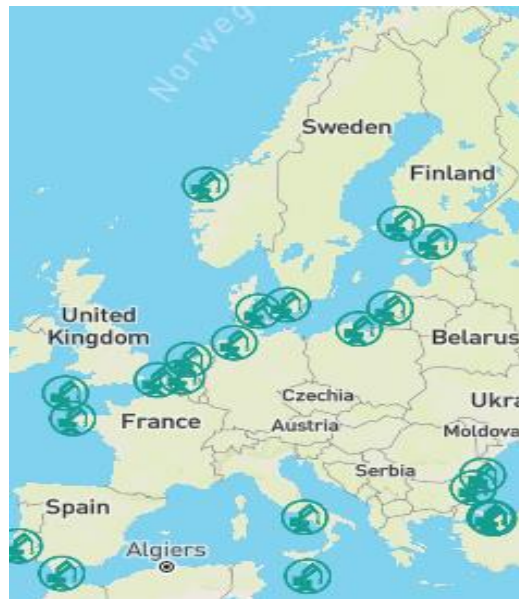 Norweg
Sweden
Finland
United
Kingdom
Belarus
Czechia
Ukra
France
Austria
Moldova
Serbia
Spain
Algiers